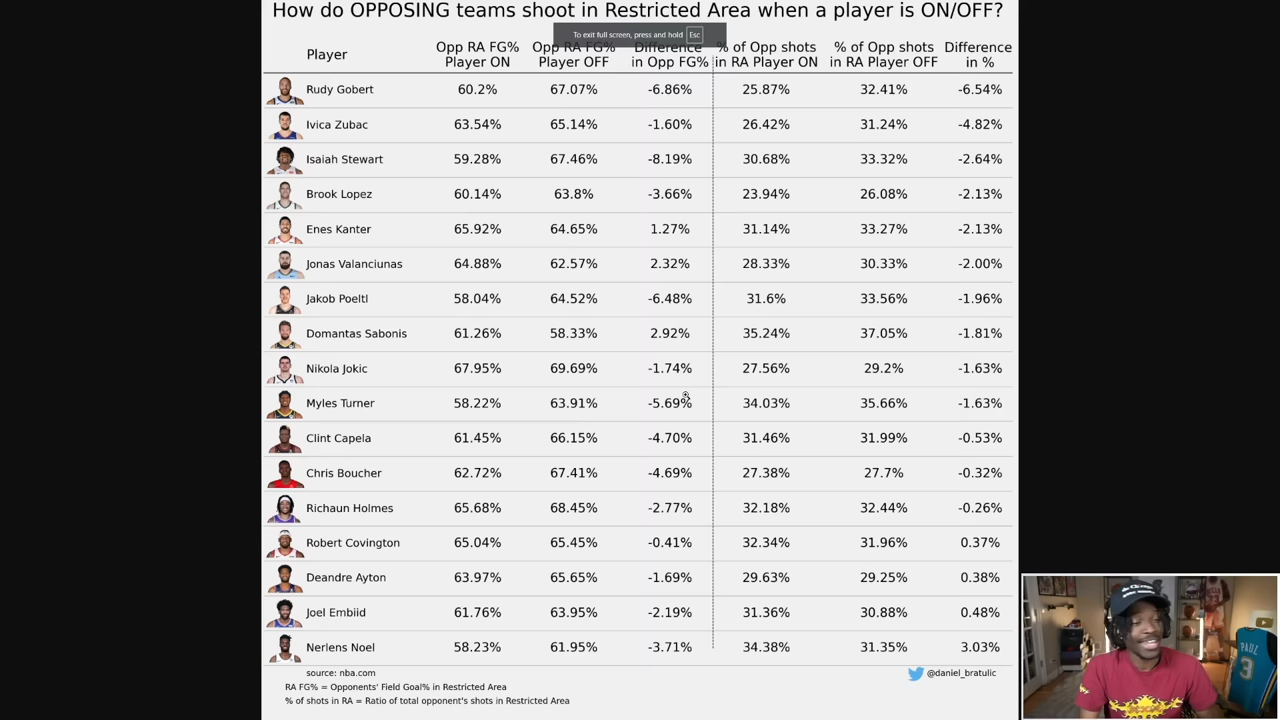 How do OPPOSING teams shoot in Restricted Area when a player is ON/OFF?
To exit full screen, press and hold Esc
Player Opp RA FG% Player ON Opp RA FG% Player OFF Difference in Opp FG% % of Opp shots in RA Player ON % of Opp shots in RA Player OFF Difference in %
Rudy Gobert 60.2% 67.07% -6.86% 25.87% 32.41% -6.54%
Ivica Zubac 63.54% 65.14% -1.60% 26.42% 31.24% -4.82%
Isaiah Stewart 59.28% 67.46% -8.19% 30.68% 33.32% -2.64%
Brook Lopez 60.14% 63.8% -3.66% 23.94% 26.08% -2.13%
Enes Kanter 65.92% 64.65% 1.27% 31.14% 33.27% -2.13%
Jonas Valanciunas 64.88% 62.57% 2.32% 28.33% 30.33% -2.00%
Jakob Poeltl 58.04% 64.52% -6.48% 31.6% 33.56% -1.96%
Domantas Sabonis 61.26% 58.33% 2.92% 35.24% 37.05% -1.81%
Nikola Jokic 67.95% 69.69% -1.74% 27.56% 29.2% -1.63%
Myles Turner 58.22% 63.91% -5.69% 34.03% 35.66% -1.63%
Clint Capela 61.45% 66.15% -4.70% 31.46% 31.99% -0.53%
Chris Boucher 62.72% 67.41% -4.69% 27.38% 27.7% -0.32%
Richaun Holmes 65.68% 68.45% -2.77% 32.18% 32.44% -0.26%
Robert Covington 65.04% 65.45% -0.41% 32.34% 31.96% 0.37%
Deandre Ayton 63.97% 65.65% -1.69% 29.63% 29.25% 0.38%
Joel Embiid 61.76% 63.95% -2.19% 31.36% 30.88% 0.48%
Nerlens Noel 58.23% 61.95% -3.71% 34.38% 31.35% 3.03%
source: nba.com
@daniel_bratulic
RA FG% = Opponents' Field Goal% in Restricted Area
% of shots in RA = Ratio of total opponent's shots in Restricted Area
PAUL
3